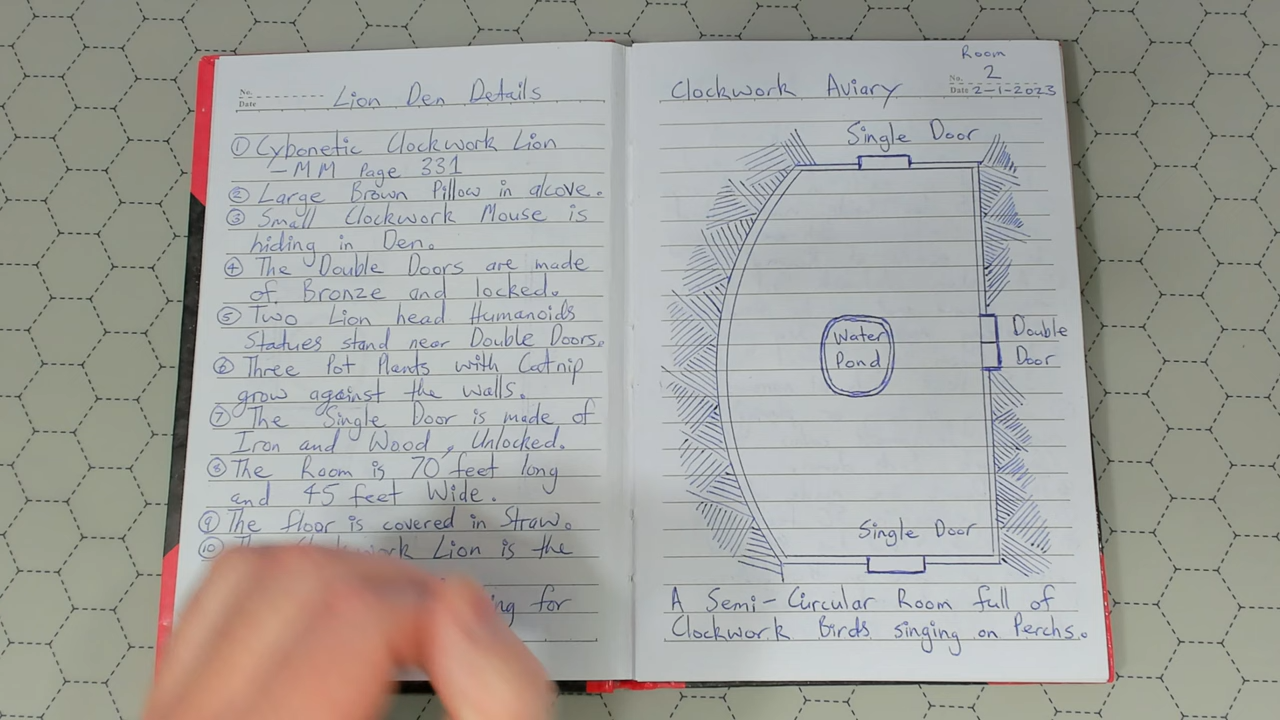 No.
Date
Lion Den Details
① Cybonetic Clockwork Lion
– MM Page 331
② Large Brown Pillow in alcove.
③ Small Clockwork Mouse is
hiding in Den.
④ The Double Doors are made
of Bronze and locked.
⑤ Two Lion head Humanoids
Statues stand near Double Doors.
⑥ Three Pot Plants with Catnip
grow against the walls.
⑦ The Single Door is made of
Iron and Wood, Unlocked.
⑧ The Room is 70 feet long
and 45 feet Wide.
⑨ The floor is covered in Straw.
⑩ The Clockwork Lion is the
for
Clockwork Aviary
Room
No. 2
Date 2-1-2023
Single Door
Water
Pond
Double
Door
Single Door
A Semi-Circular Room full of
Clockwork Birds singing on Perchs.